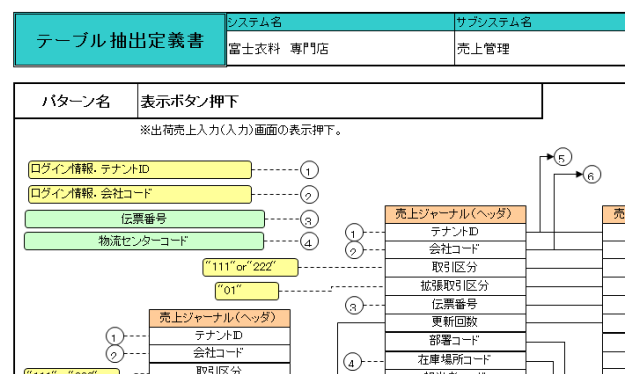 テーブル抽出定義書
システム名
サブシステム名
富士衣料 専門店
売上管理
パターン名
表示ボタン押下
※出荷売上入力(入力)画面の表示押下。
ログイン情報. テナントID
1
ログイン情報. 会社コード
2
伝票番号
3
物流センターコード
4
5
6
"111"or"222"
"01"
売上ジャーナル(ヘッダ)
1
テナントID
2
会社コード
取引区分
拡張取引区分
3
伝票番号
更新回数
部署コード
4
在庫場所コード
売
売上ジャーナル(ヘッダ)
1
テナントID
2
会社コード
取引区分